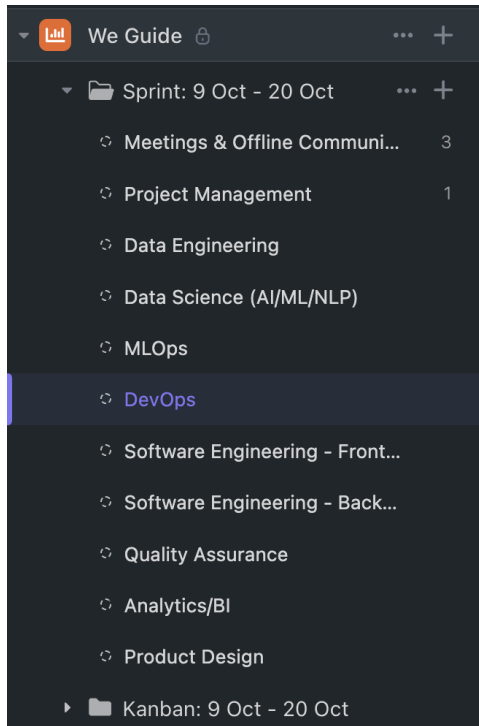 We Guide
Sprint: 9 Oct - 20 Oct
Meetings & Offline Communi... 3
Project Management 1
Data Engineering
Data Science (AI/ML/NLP)
MLOps
DevOps
Software Engineering - Front...
Software Engineering - Back...
Quality Assurance
Analytics/BI
Product Design
Kanban: 9 Oct - 20 Oct